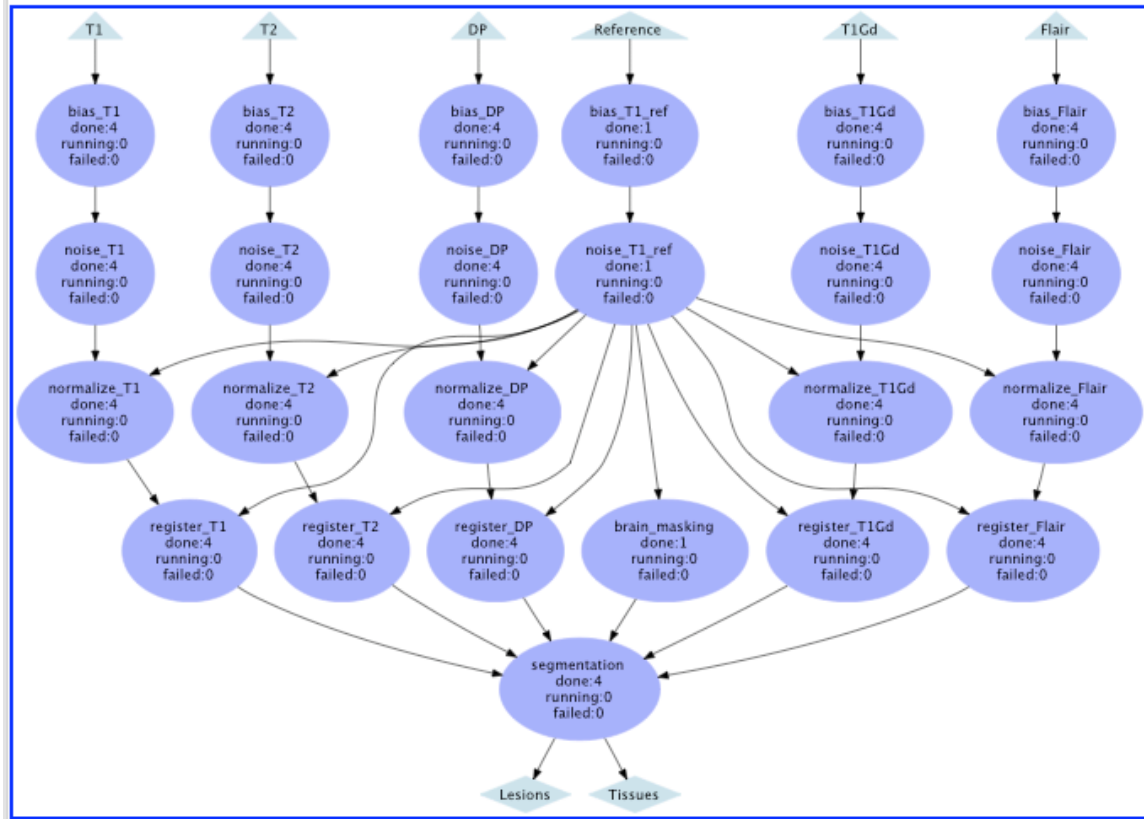 T1
T2
DP
Reference
T1Gd
Flair
bias_T1
done:4
running:0
failed:0
bias_T2
done:4
running:0
failed:0
bias_DP
done:4
running:0
failed:0
bias_T1_ref
done:1
running:0
failed:0
bias_T1Gd
done:4
running:0
failed:0
bias_Flair
done:4
running:0
failed:0
noise_T1
done:4
running:0
failed:0
noise_T2
done:4
running:0
failed:0
noise_DP
done:4
running:0
failed:0
noise_T1_ref
done:1
running:0
failed:0
noise_T1Gd
done:4
running:0
failed:0
noise_Flair
done:4
running:0
failed:0
normalize_T1
done:4
running:0
failed:0
normalize_T2
done:4
running:0
failed:0
normalize_DP
done:4
running:0
failed:0
normalize_T1Gd
done:4
running:0
failed:0
normalize_Flair
done:4
running:0
failed:0
register_T1
done:4
running:0
failed:0
register_T2
done:4
running:0
failed:0
register_DP
done:4
running:0
failed:0
brain_masking
done:1
running:0
failed:0
register_T1Gd
done:4
running:0
failed:0
register_Flair
done:4
running:0
failed:0
segmentation
done:4
running:0
failed:0
Lesions
Tissues